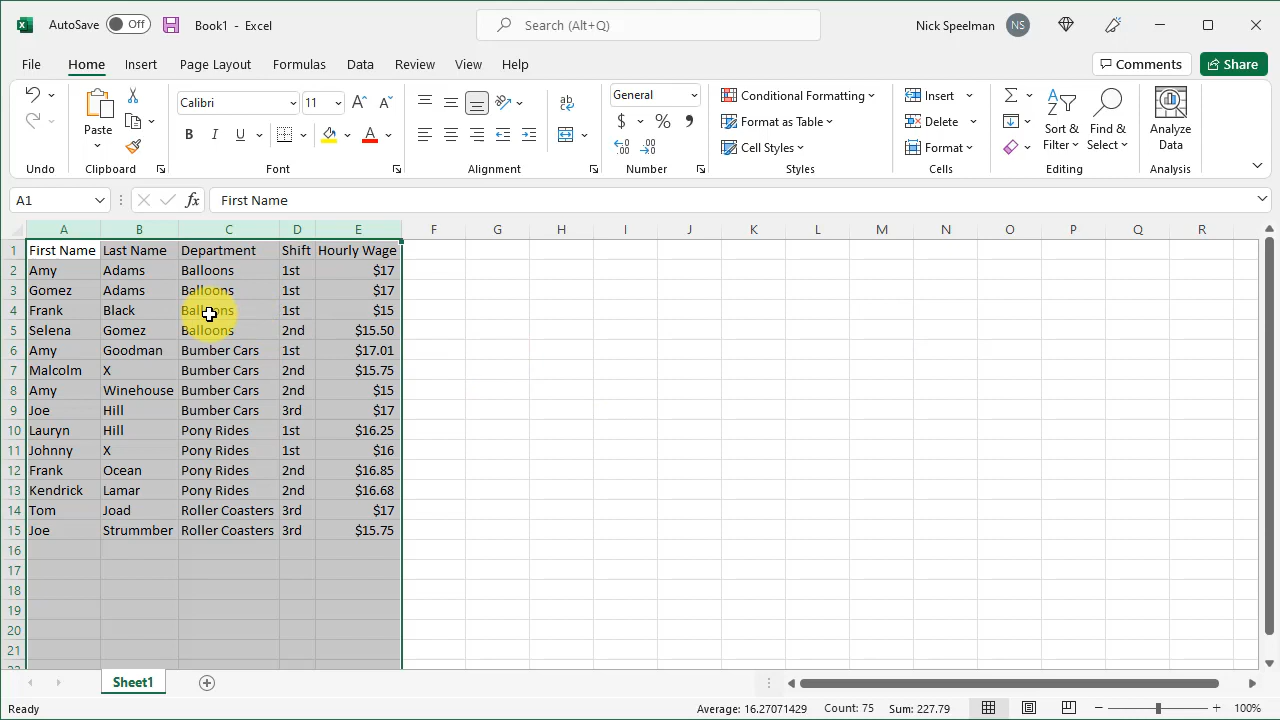 AutoSave Off Book1 - Excel Search (Alt+Q) Nick Speelman NS
File Home Insert Page Layout Formulas Data Review View Help Comments Share
Calibri 11 General Conditional Formatting Insert
Paste Format as Table Delete Sort & Find & Analyze
Cell Styles Format Filter Select Data
Undo Clipboard Font Alignment Number Styles Cells Editing Analysis
A1 fx First Name
A B C D E F G H I J K L M N O P Q R
1 First Name Last Name Department Shift Hourly Wage
2 Amy Adams Balloons 1st $17
3 Gomez Adams Balloons 1st $17
4 Frank Black Balloons 1st $15
5 Selena Gomez Balloons 2nd $15.50
6 Amy Goodman Bumber Cars 1st $17.01
7 Malcolm X Bumber Cars 2nd $15.75
8 Amy Winehouse Bumber Cars 2nd $15
9 Joe Hill Bumber Cars 3rd $17
10 Lauryn Hill Pony Rides 1st $16.25
11 Johnny X Pony Rides 1st $16
12 Frank Ocean Pony Rides 2nd $16.85
13 Kendrick Lamar Pony Rides 2nd $16.68
14 Tom Joad Roller Coasters 3rd $17
15 Joe Strummber Roller Coasters 3rd $15.75
16
17
18
19
20
21
22
Sheet1
Ready Average: 16.27071429 Count: 75 Sum: 227.79 100%